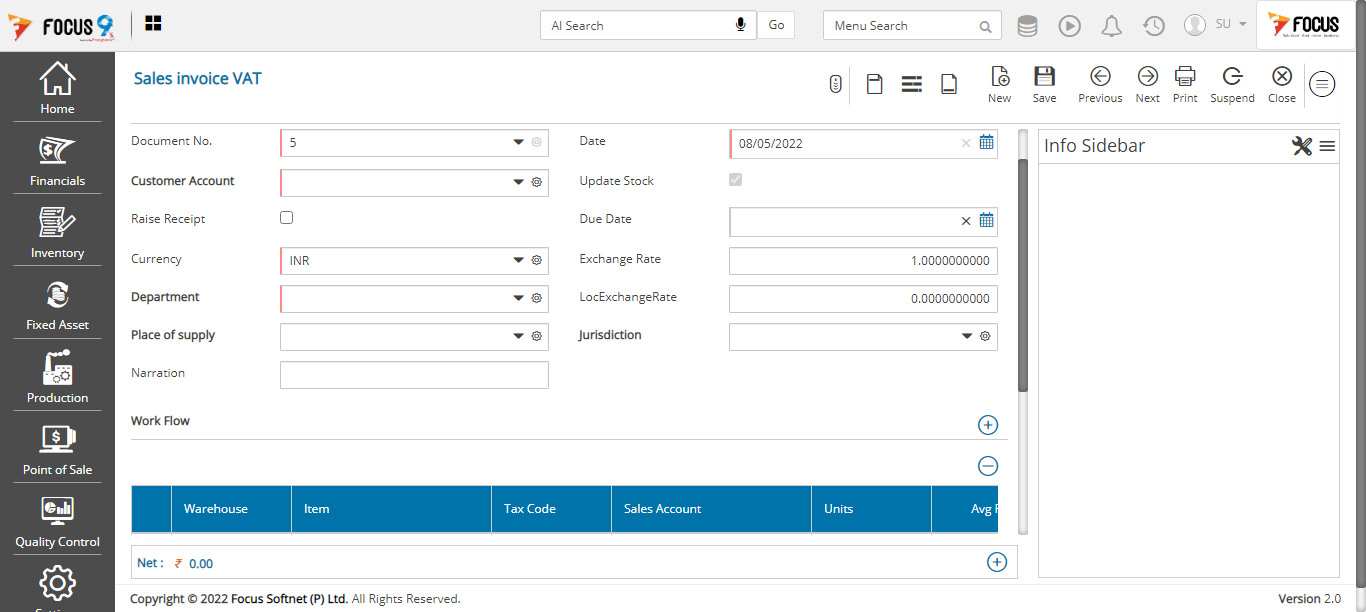 FOCUS 9
AI Search
Go
Menu Search
SU
FOCUS
Home
Financials
Inventory
Fixed Asset
Production
Point of Sale
Quality Control
Sales invoice VAT
New
Save
Previous
Next
Print
Suspend
Close
Document No.
5
Date
08/05/2022
Customer Account
Update Stock
Raise Receipt
Due Date
Currency
INR
Exchange Rate
1.0000000000
Department
LocExchangeRate
0.0000000000
Place of supply
Jurisdiction
Narration
Work Flow
Info Sidebar
Warehouse
Item
Tax Code
Sales Account
Units
Avg
Net : ₹ 0.00
Copyright © 2022 Focus Softnet (P) Ltd. All Rights Reserved.
Version 2.0